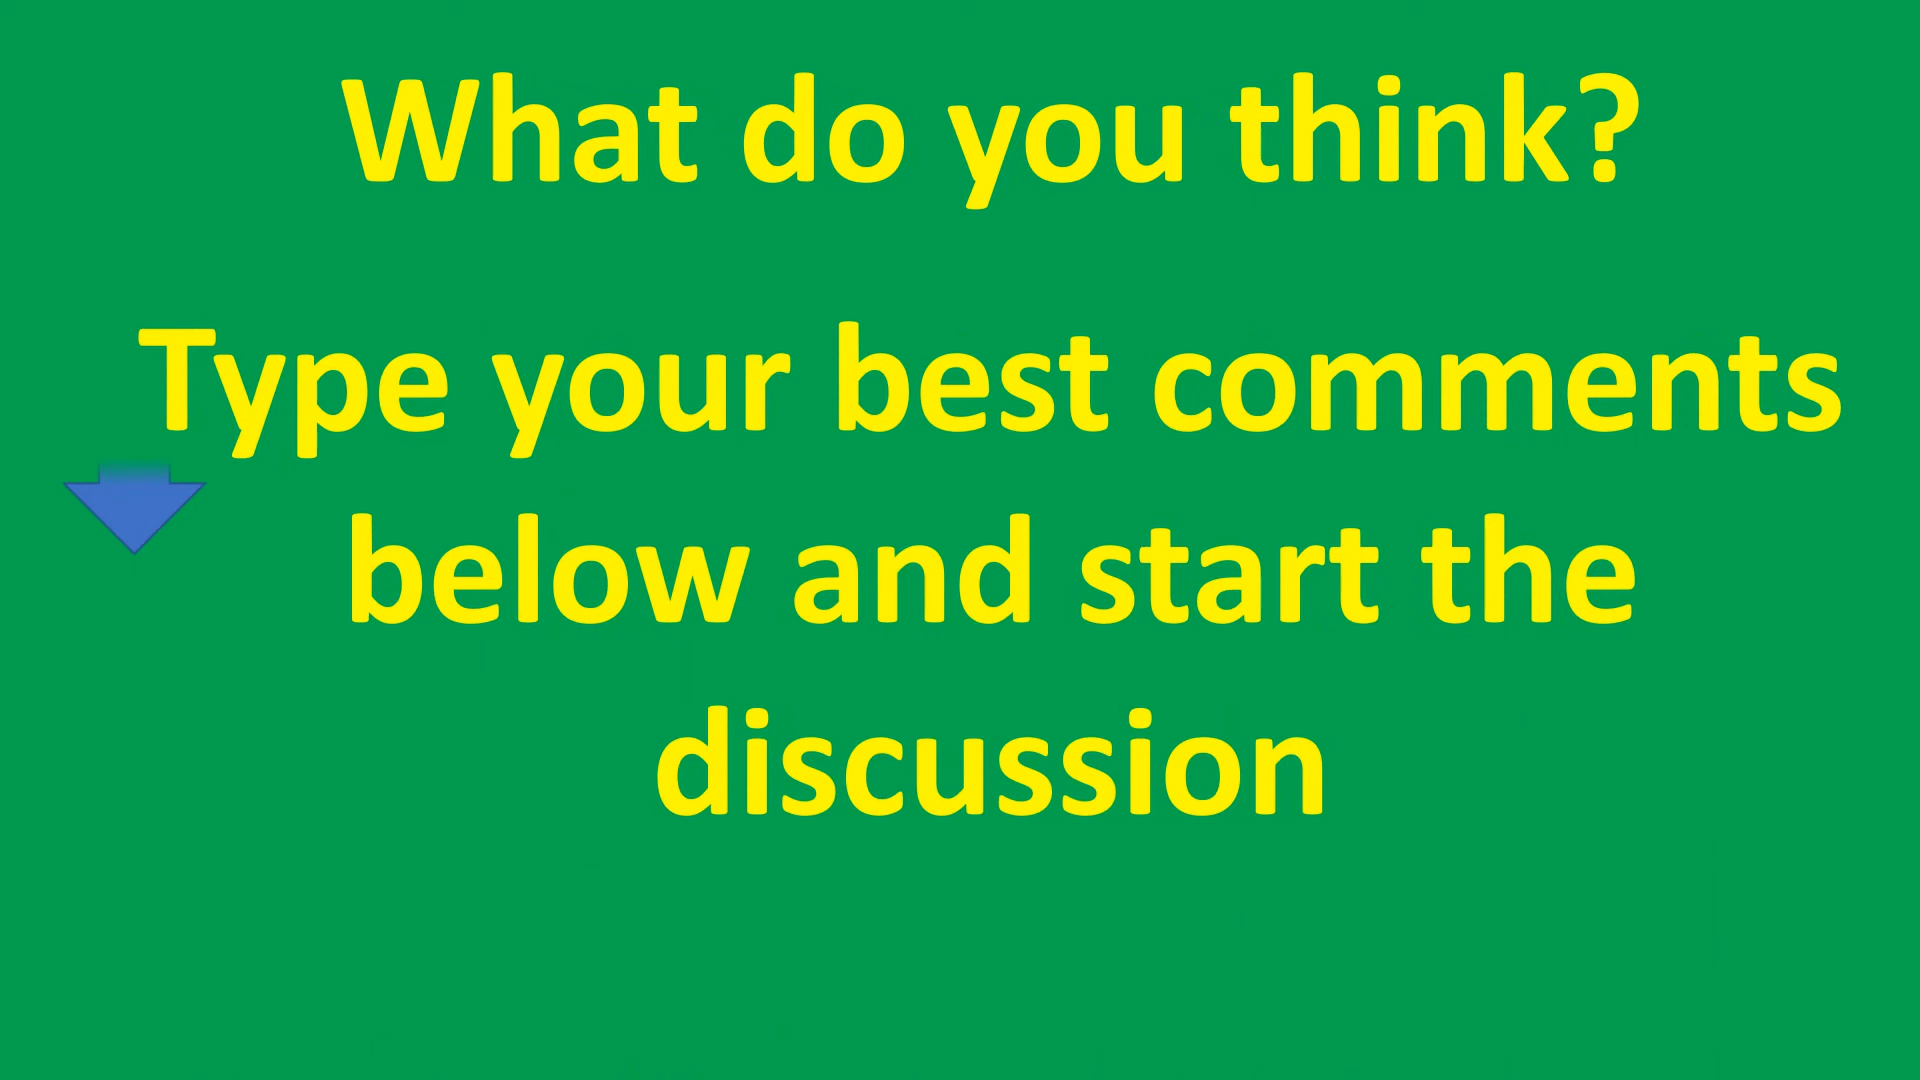 What do you think?
Type your best comments
below and start the
discussion